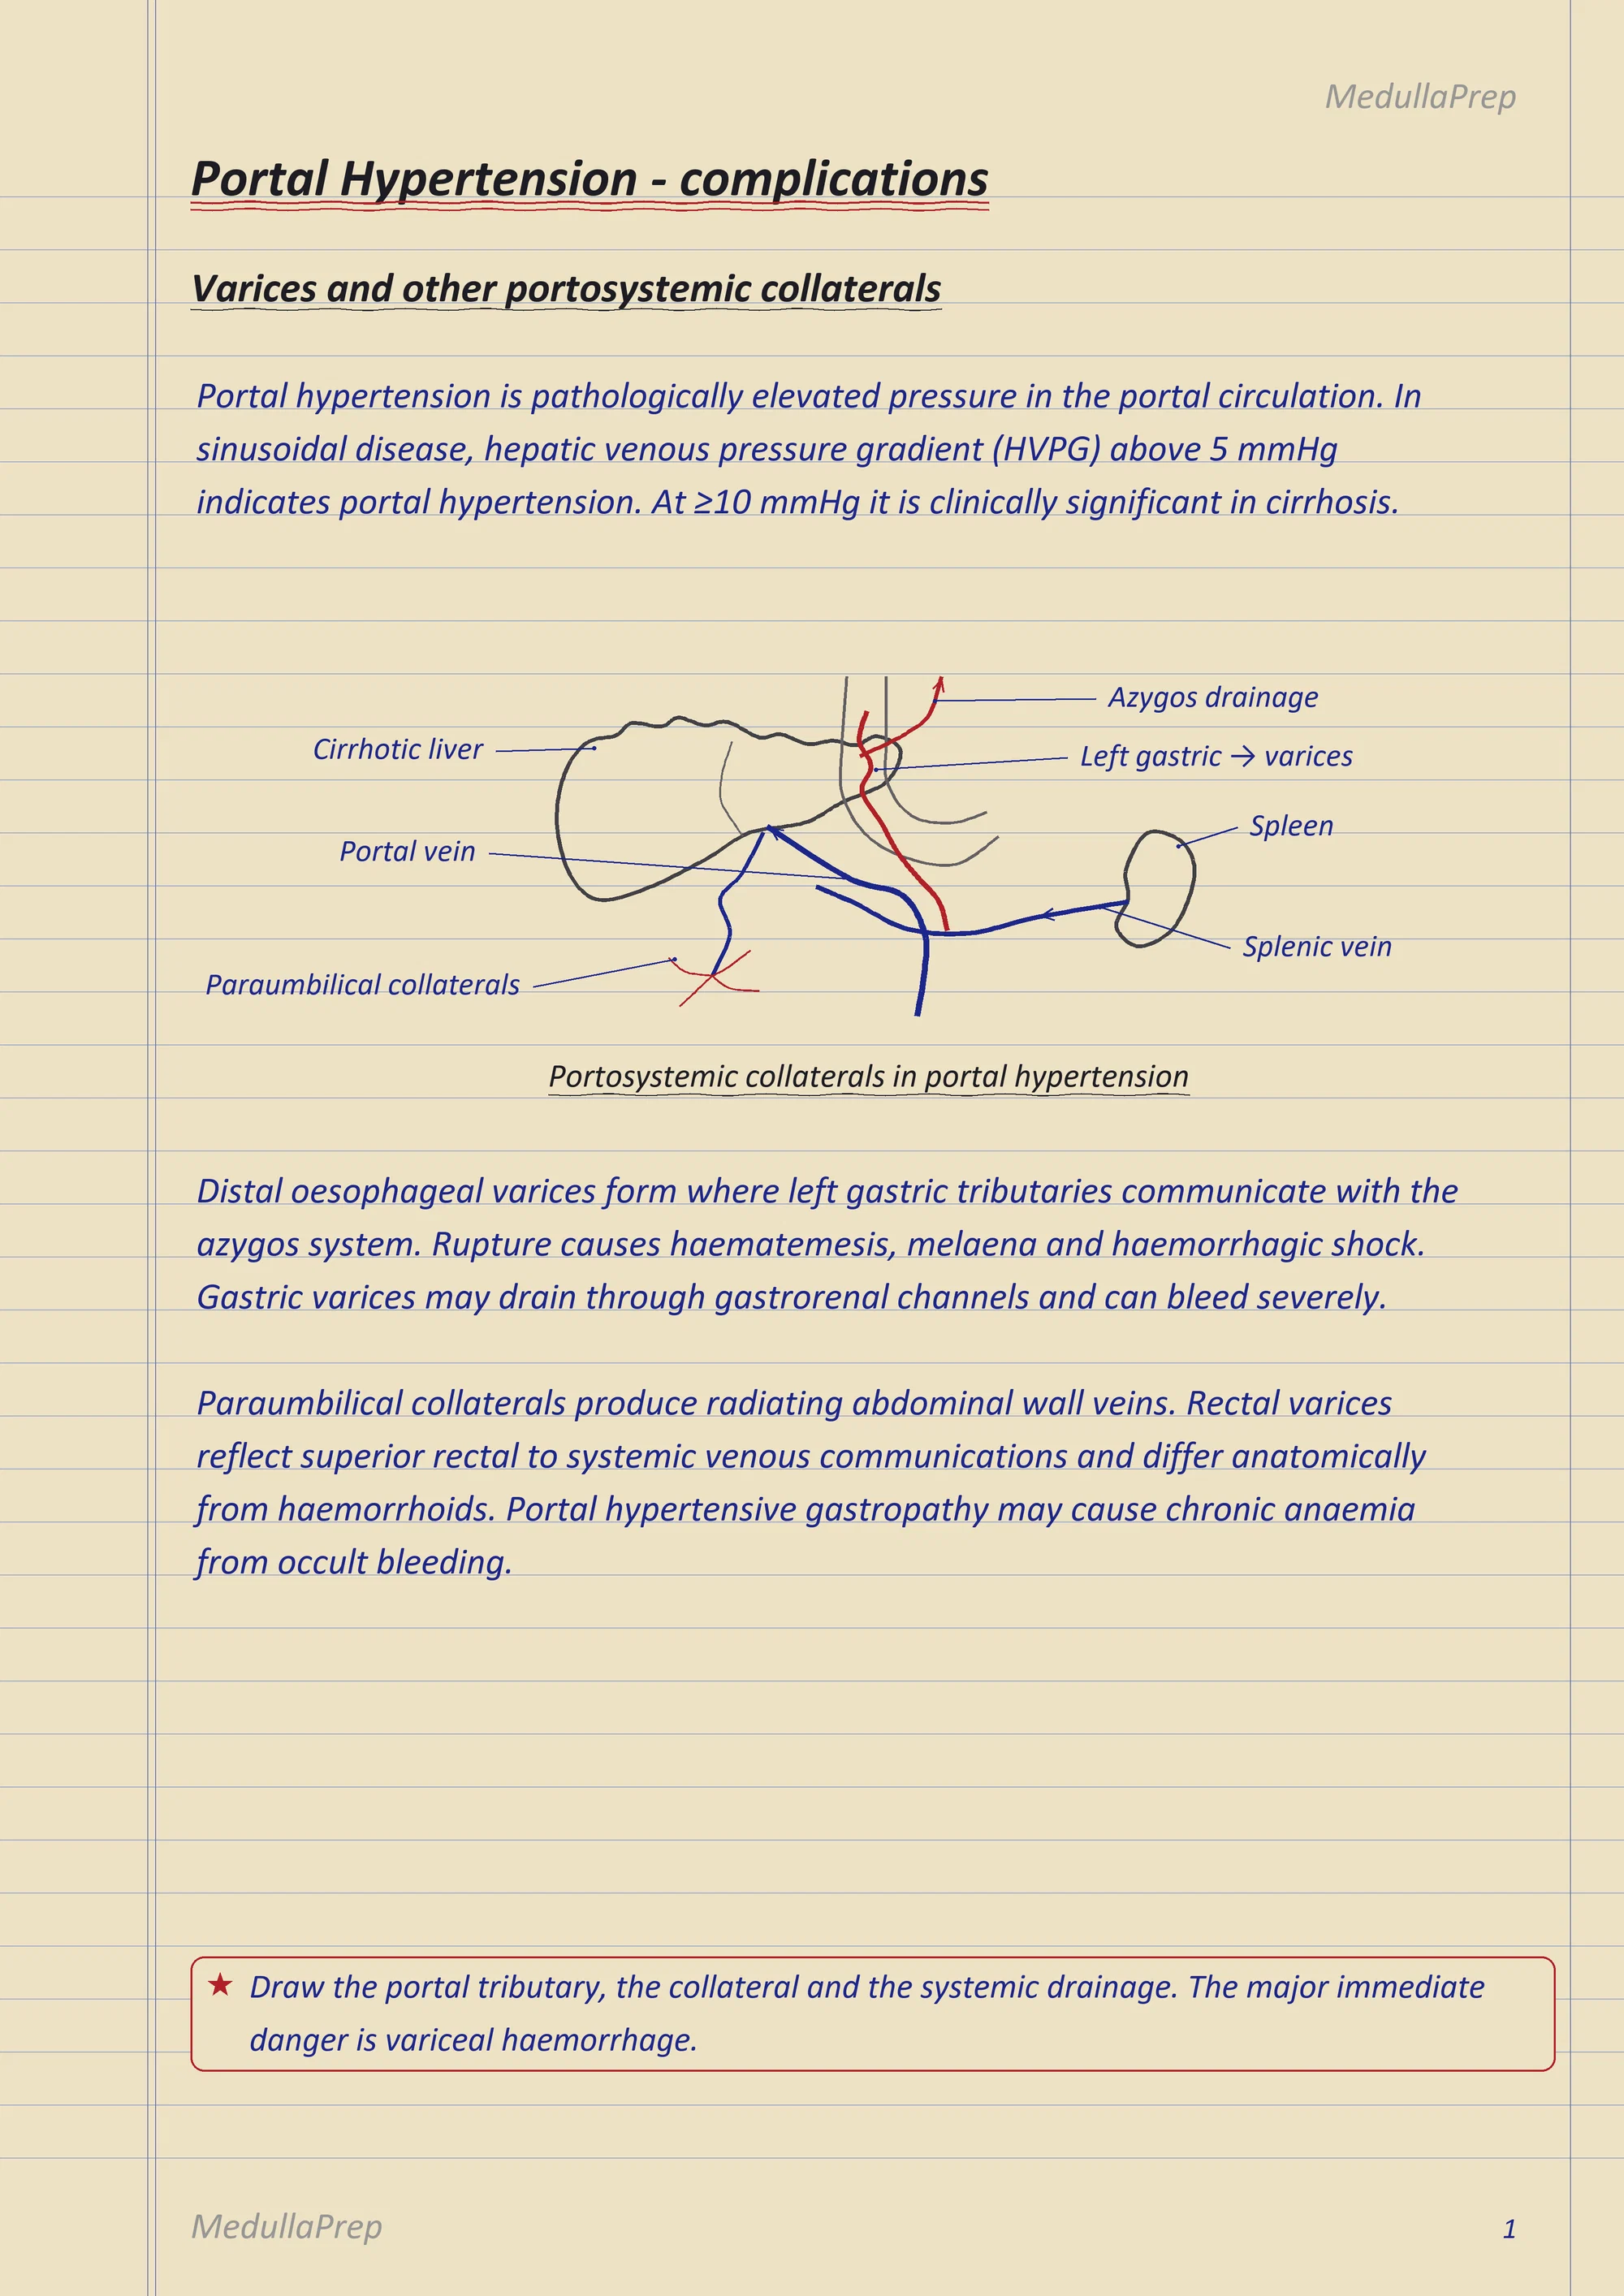 MedullaPrep
Portal Hypertension - complications
Varices and other portosystemic collaterals
Portal hypertension is pathologically elevated pressure in the portal circulation. In
sinusoidal disease, hepatic venous pressure gradient (HVPG) above 5 mmHg
indicates portal hypertension. At ≥10 mmHg it is clinically significant in cirrhosis.
Azygos drainage
Cirrhotic liver
Left gastric → varices
Spleen
Portal vein
Splenic vein
Paraumbilical collaterals
Portosystemic collaterals in portal hypertension
Distal oesophageal varices form where left gastric tributaries communicate with the
azygos system. Rupture causes haematemesis, melaena and haemorrhagic shock.
Gastric varices may drain through gastrorenal channels and can bleed severely.
Paraumbilical collaterals produce radiating abdominal wall veins. Rectal varices
reflect superior rectal to systemic venous communications and differ anatomically
from haemorrhoids. Portal hypertensive gastropathy may cause chronic anaemia
from occult bleeding.
★ Draw the portal tributary, the collateral and the systemic drainage. The major immediate
danger is variceal haemorrhage.
MedullaPrep
1